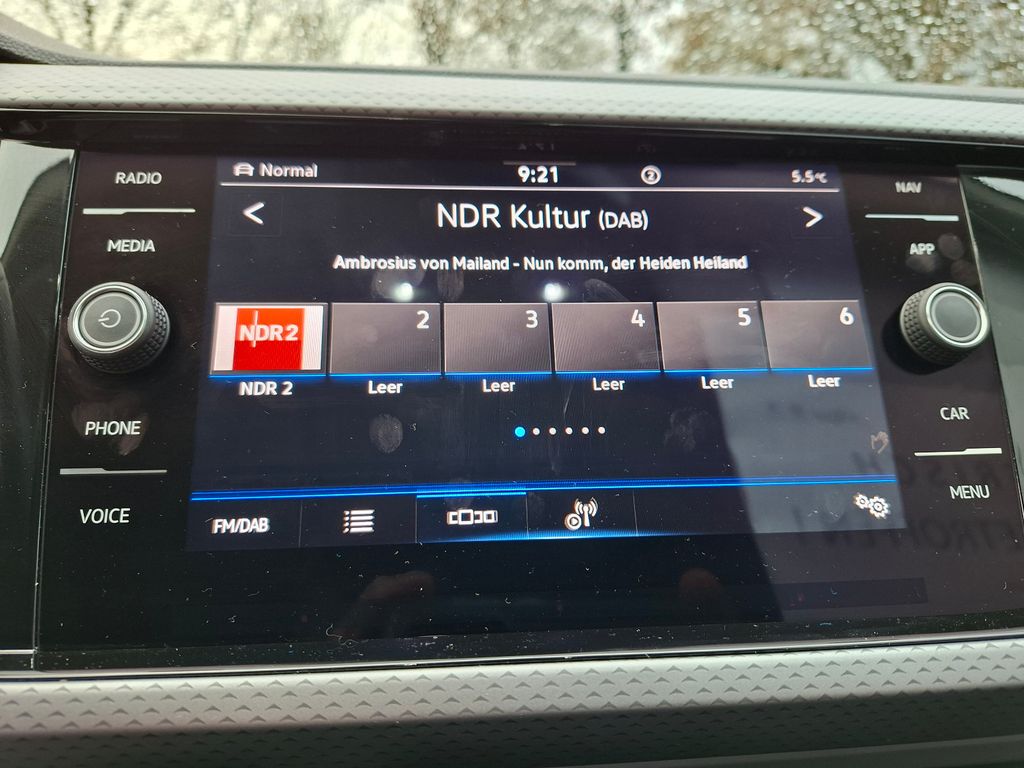 RADIO
MEDIA
PHONE
VOICE
Normal
9:21
2
5.5°C
< NDR Kultur (DAB) >
Ambrosius von Mailand - Nun komm, der Heiden Heiland
NDR 2
2
3
4
5
6
NDR 2
Leer
Leer
Leer
Leer
Leer
FM/DAB
NAV
APP
CAR
MENU